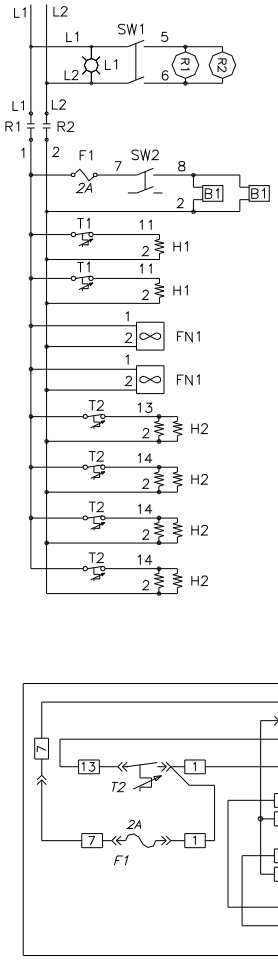 L1 L2
SW1
L1 5
L1 R1 R2
L2 6
L1 L2
R1 R2
1 2 F1 7 SW2 8
2A
B1 B1
2
T1 11
2 H1
T1 11
2 H1
1
2 FN1
1
2 FN1
T2 13
2 H2
T2 14
2 H2
T2 14
2 H2
T2 14
2 H2
7
13 1
T2
2A
7 1
F1